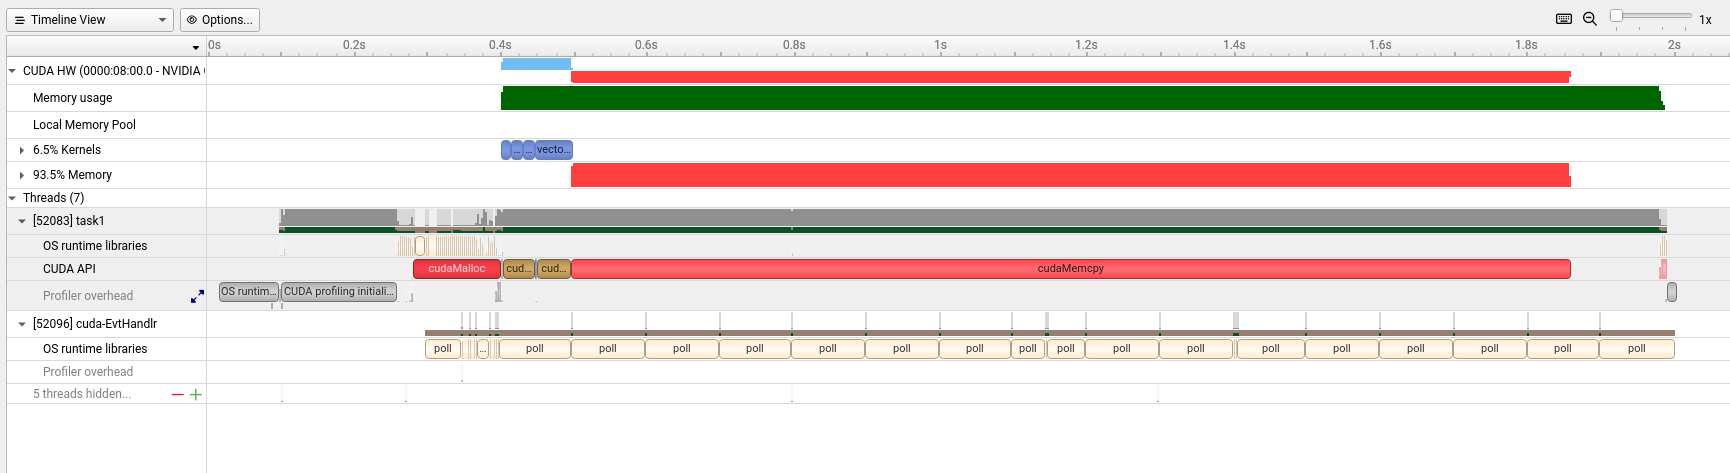 Timeline View
Options...
1x
0s 0.2s 0.4s 0.6s 0.8s 1s 1.2s 1.4s 1.6s 1.8s 2s
CUDA HW (0000:08:00.0 - NVIDIA
Memory usage
Local Memory Pool
6.5% Kernels
... ... vecto...
93.5% Memory
Threads (7)
[52083] task1
OS runtime libraries
CUDA API
cudaMalloc cud... cud... cudaMemcpy
Profiler overhead
OS runtim... CUDA profiling initiali...
[52096] cuda-EvtHandlr
OS runtime libraries
poll ... poll poll poll poll poll poll poll poll poll poll poll poll poll poll poll poll poll
Profiler overhead
5 threads hidden...